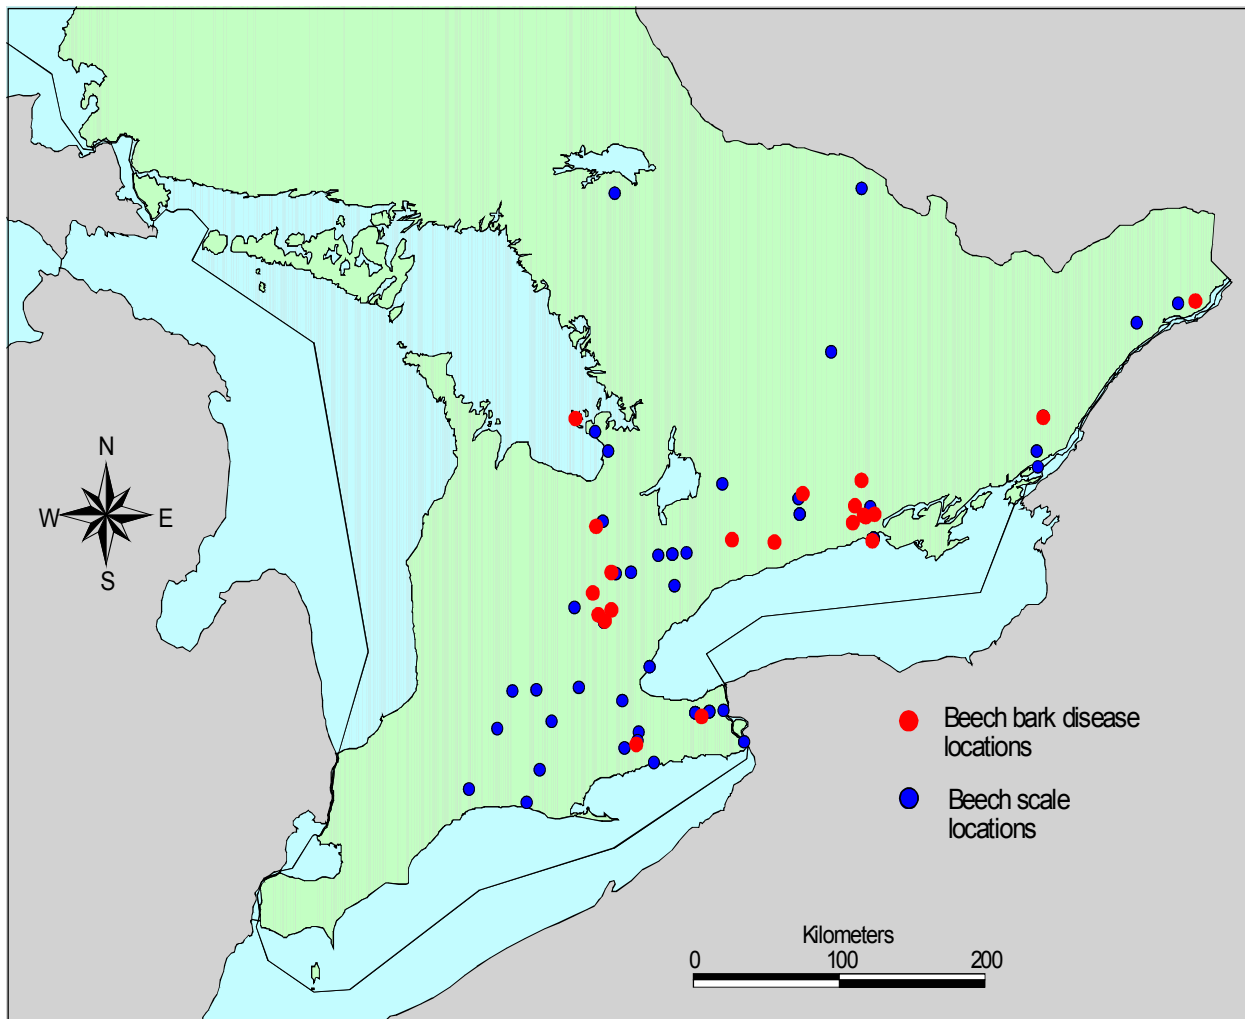 N
W E
S
Beech bark disease
locations
Beech scale
locations
Kilometers
0 100 200